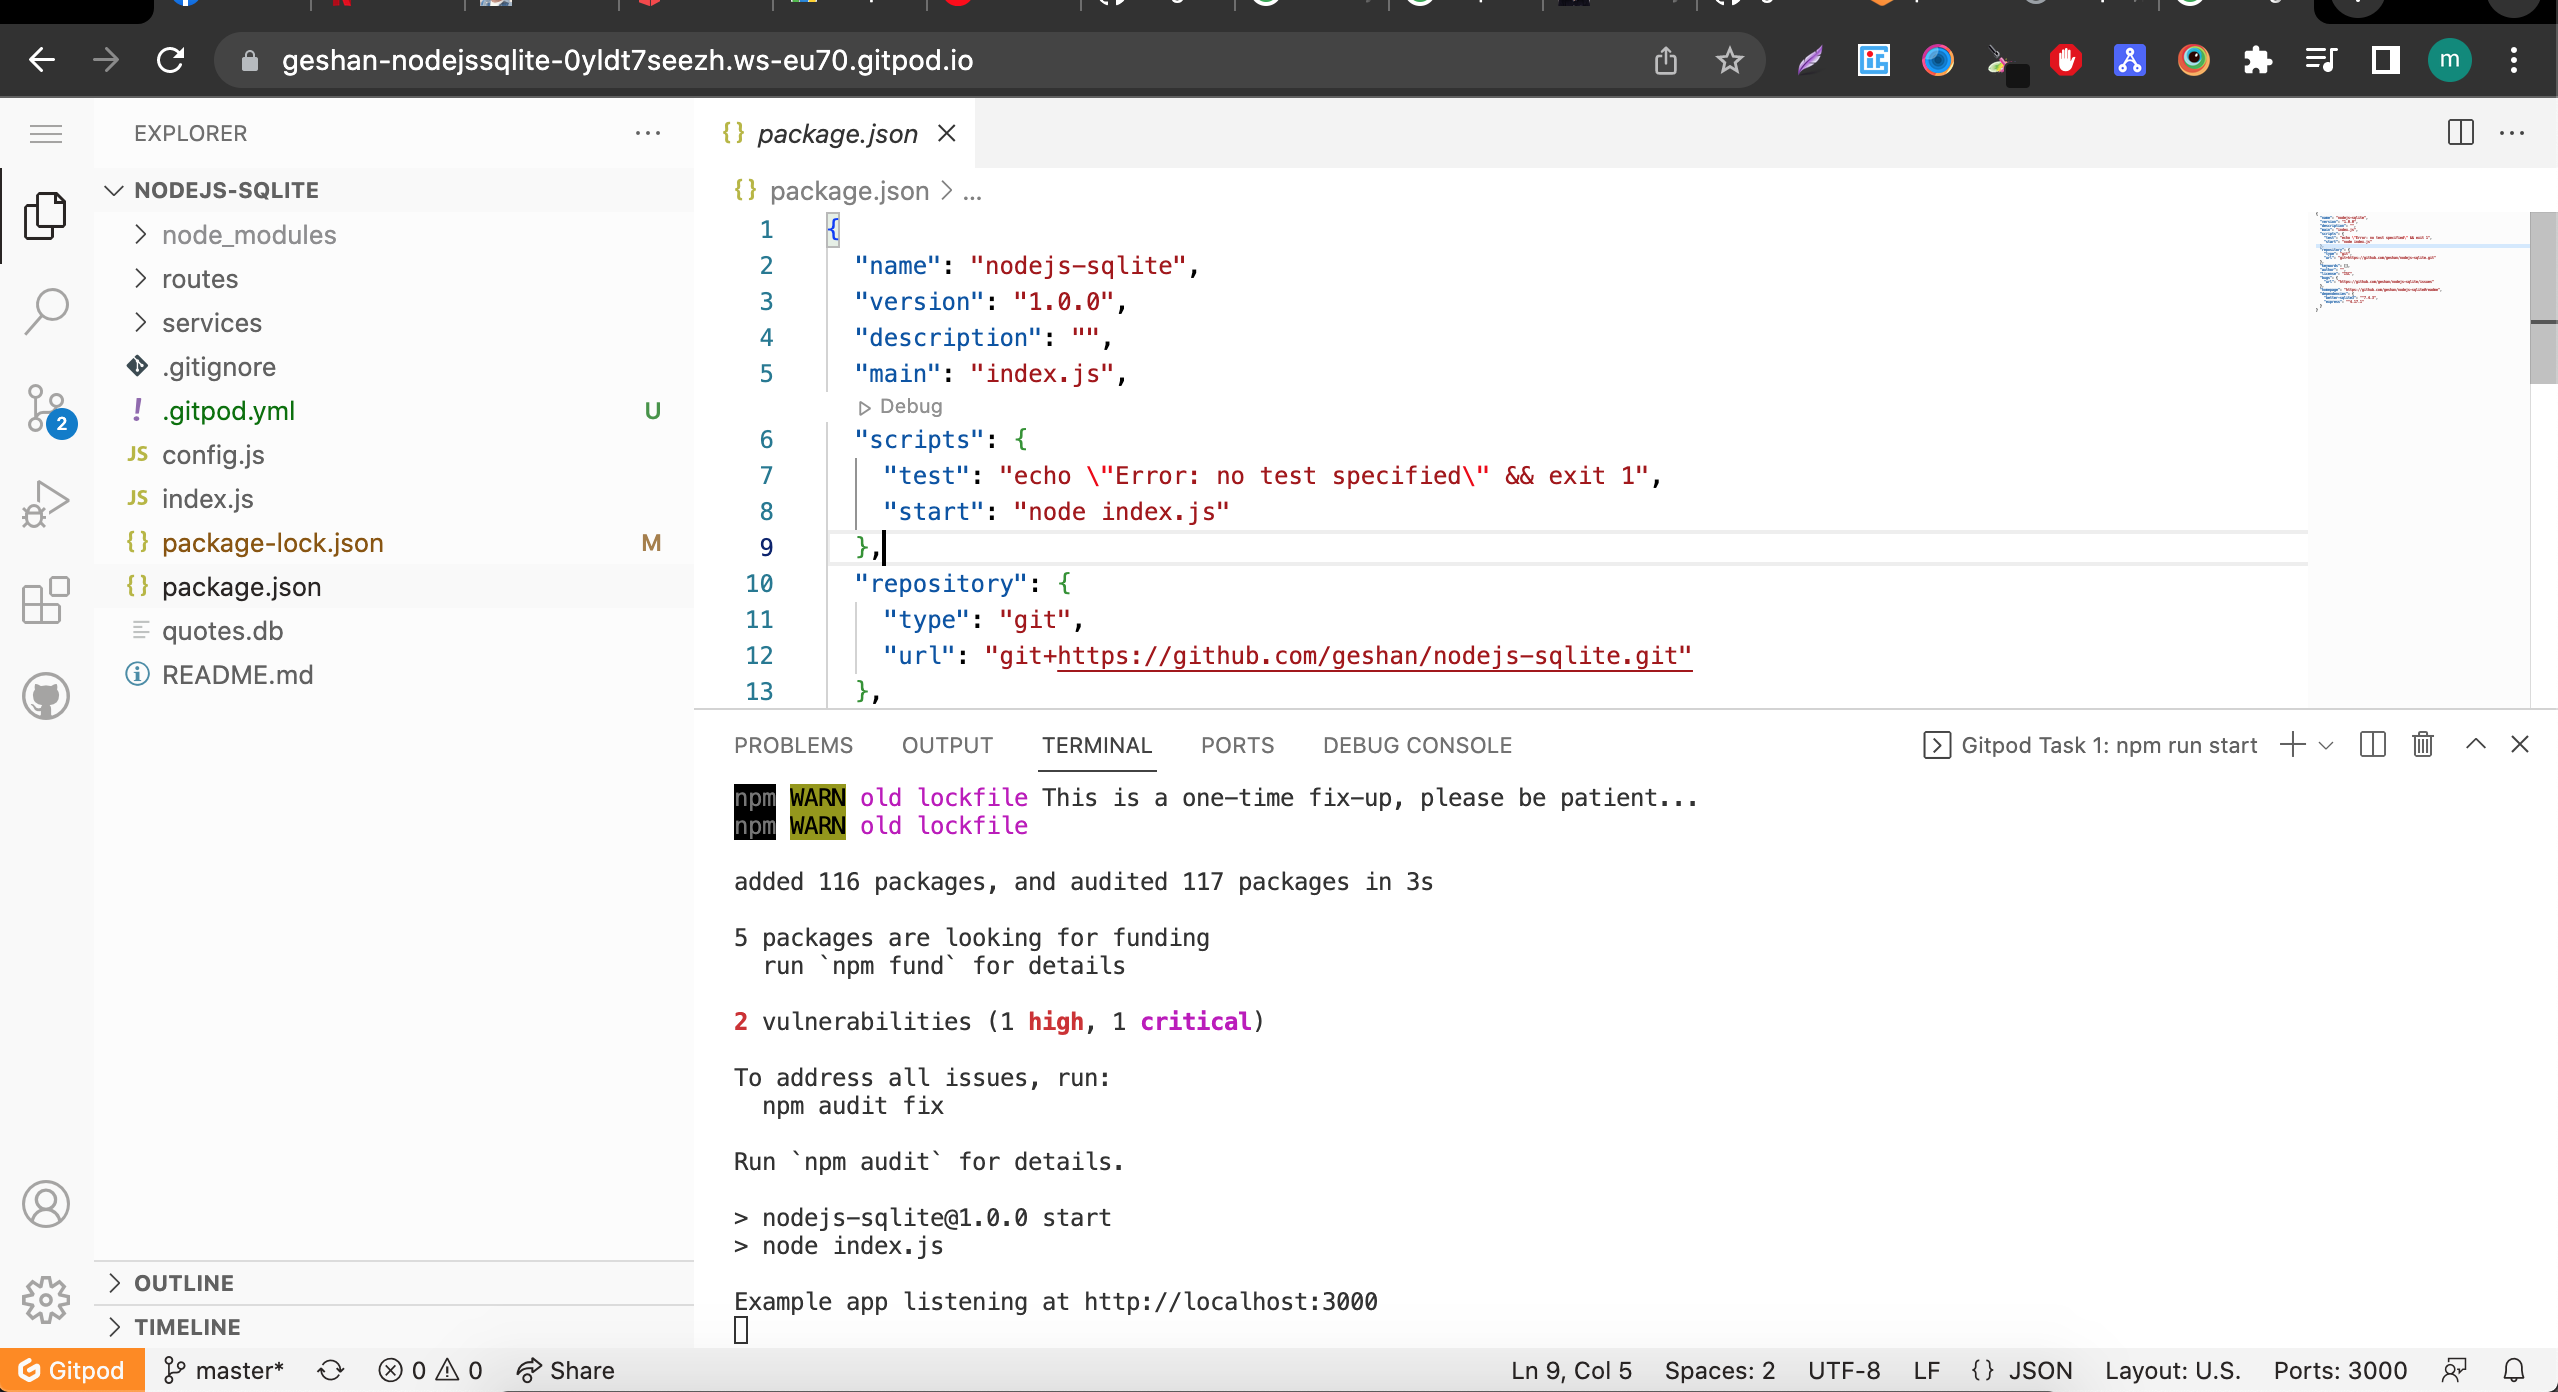 geshan-nodejssqlite-0yldt7seezh.ws-eu70.gitpod.io
m
EXPLORER
NODEJS-SQLITE
node_modules
routes
services
.gitignore
.gitpod.yml U
2
config.js
index.js
package-lock.json M
package.json
quotes.db
README.md
OUTLINE
TIMELINE
package.json
package.json > ...
1 {
2 "name": "nodejs-sqlite",
3 "version": "1.0.0",
4 "description": "",
5 "main": "index.js",
Debug
6 "scripts": {
7 "test": "echo \"Error: no test specified\" && exit 1",
8 "start": "node index.js"
9 },
10 "repository": {
11 "type": "git",
12 "url": "git+https://github.com/geshan/nodejs-sqlite.git"
13 },
PROBLEMS OUTPUT TERMINAL PORTS DEBUG CONSOLE Gitpod Task 1: npm run start
npm WARN old lockfile This is a one-time fix-up, please be patient...
npm WARN old lockfile
added 116 packages, and audited 117 packages in 3s
5 packages are looking for funding
run `npm fund` for details
2 vulnerabilities (1 high, 1 critical)
To address all issues, run:
npm audit fix
Run `npm audit` for details.
> nodejs-sqlite@1.0.0 start
> node index.js
Example app listening at http://localhost:3000
Gitpod master* 0 0 Share Ln 9, Col 5 Spaces: 2 UTF-8 LF {} JSON Layout: U.S. Ports: 3000